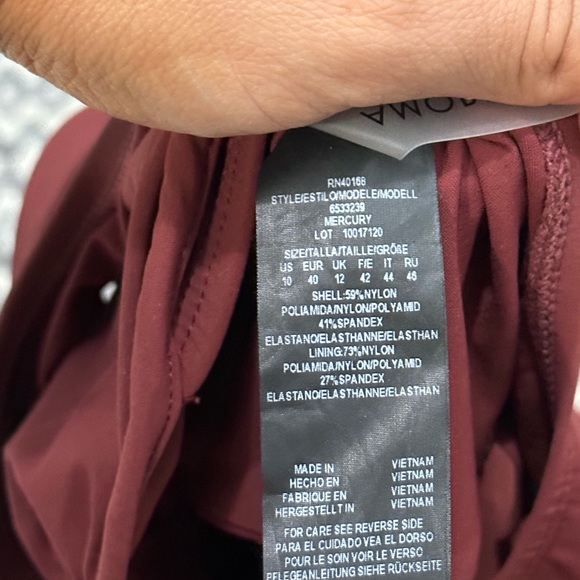 ROMA
RN40168
STYLE/ESTILO/MODELE/MODELL
6533239
MERCURY
LOT 10017120
SIZE/TALLA/TAILLE/GRÖßE
US EUR UK F/E IT RU
10 40 12 42 44 46
SHELL:59%NYLON
POLIAMIDA/NYLON/POLYAMID
41%SPANDEX
ELASTANO/ELASTHANNE/ELASTHAN
LINING:73%NYLON
POLIAMIDA/NYLON/POLYAMID
27%SPANDEX
ELASTANO/ELASTHANNE/ELASTHAN
MADE IN VIETNAM
HECHO EN VIETNAM
FABRIQUE EN VIETNAM
HERGESTELLT IN VIETNAM
FOR CARE SEE REVERSE SIDE
PARA EL CUIDADO VEA EL DORSO
POUR LE SOIN VOIR LE VERSO
PFLEGEANLEITUNG SIEHE RÜCKSEITE